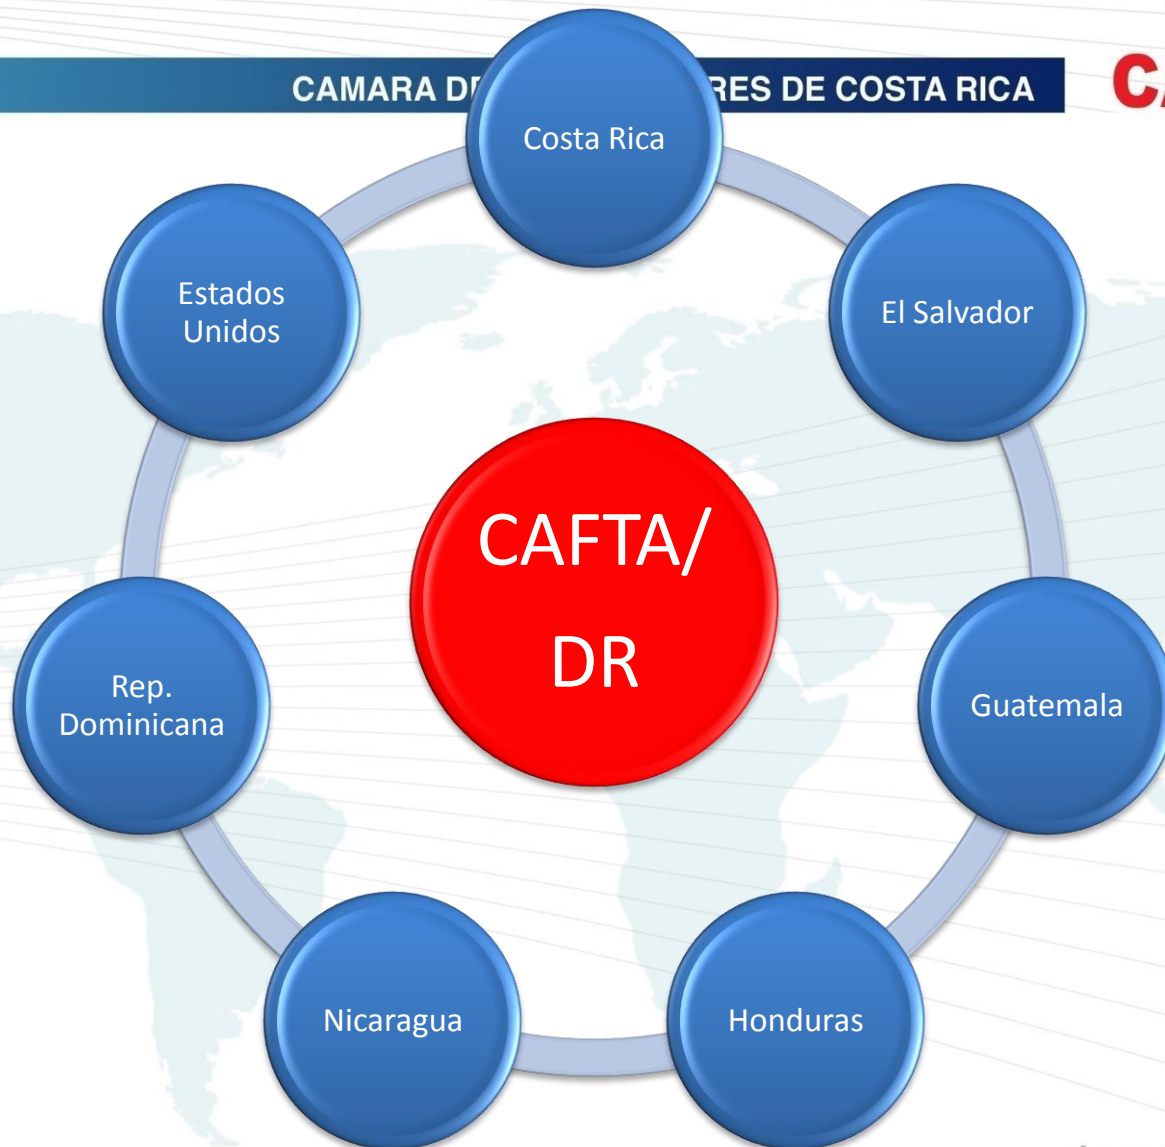 CAMARA DE RES DE COSTA RICA
Costa Rica
Estados
Unidos
El Salvador
CAFTA/
DR
Rep.
Dominicana
Guatemala
Nicaragua
Honduras